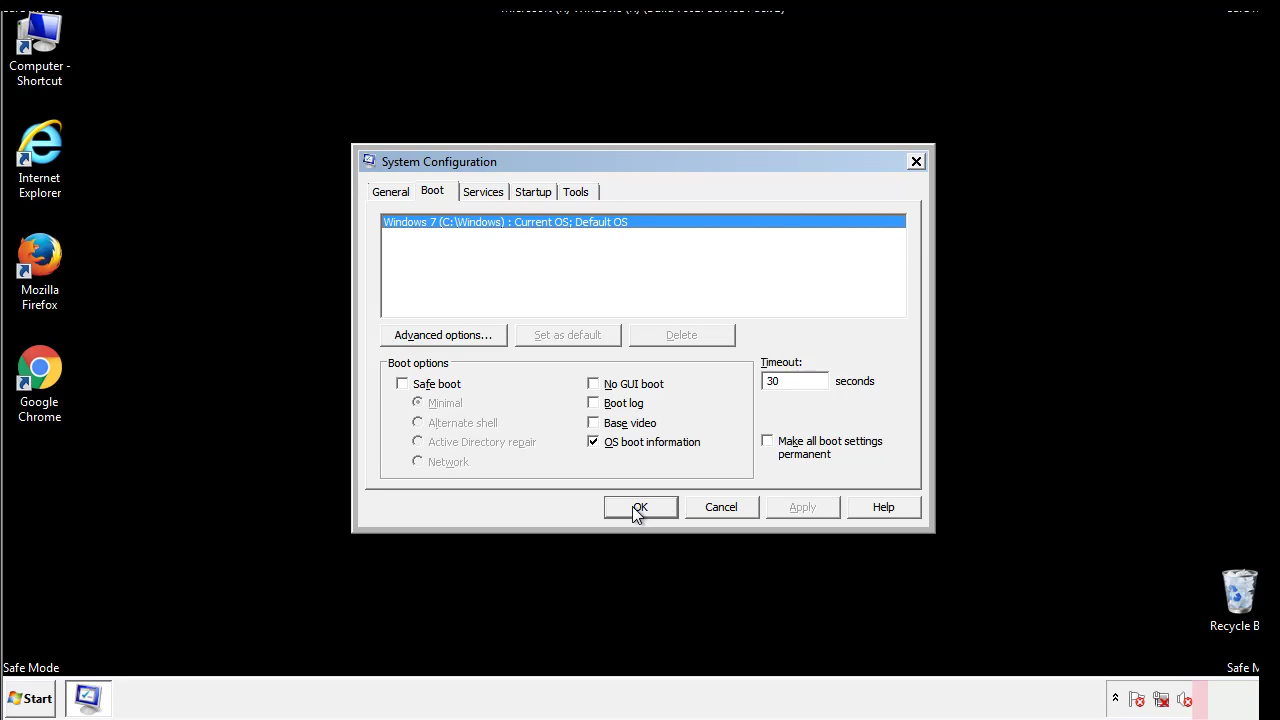 Computer -
Shortcut
Internet
Explorer
Mozilla
Firefox
Google
Chrome
System Configuration
General
Boot
Services
Startup
Tools
Windows 7 (C:\Windows) : Current OS; Default OS
Advanced options...
Set as default
Delete
Boot options
Safe boot
Minimal
Alternate shell
Active Directory repair
Network
No GUI boot
Boot log
Base video
OS boot information
Timeout:
30 seconds
Make all boot settings
permanent
OK
Cancel
Apply
Help
Recycle B
Safe Mode
Safe M
Start